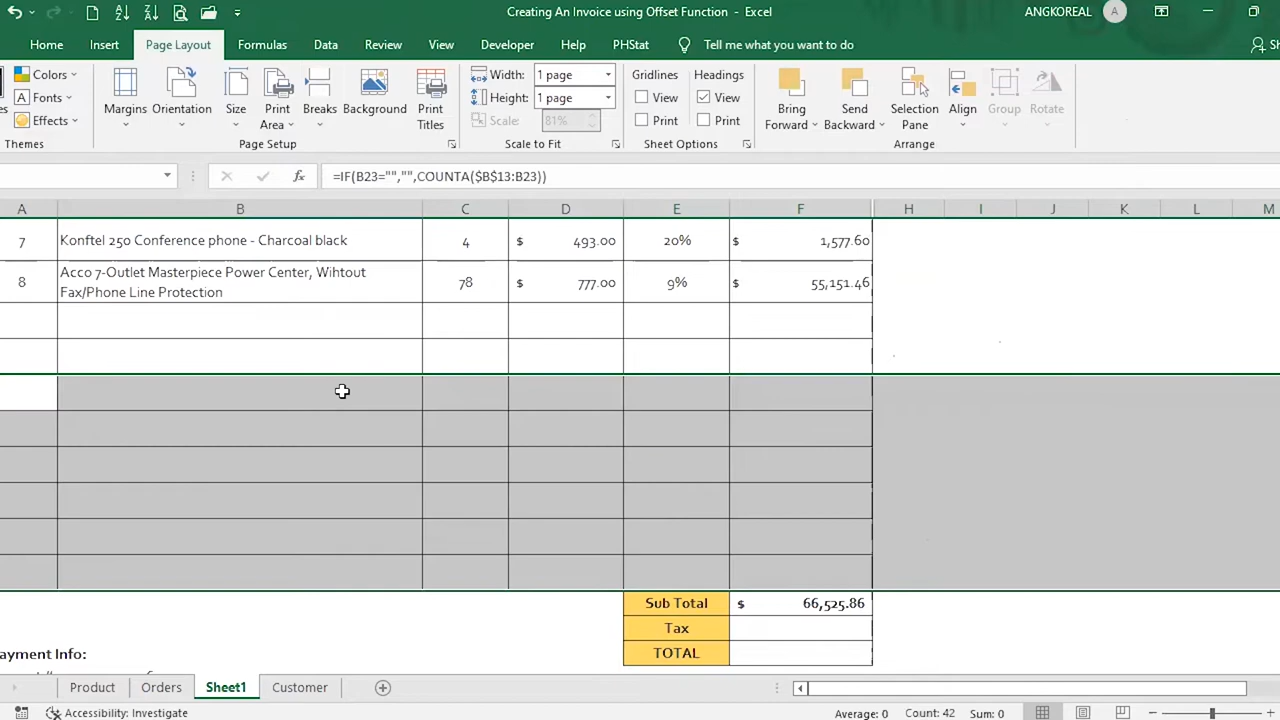 Creating An Invoice using Offset Function - Excel
ANGKOREAL
A
Home Insert Page Layout Formulas Data Review View Developer Help PHStat Tell me what you want to do
Colors
Fonts
Effects
Themes
Margins Orientation Size Print Area Breaks Background Print Titles
Page Setup
Width: 1 page
Height: 1 page
Scale: 81%
Scale to Fit
Gridlines Headings
View View
Print Print
Sheet Options
Bring Forward Send Backward Selection Pane Align Group Rotate
Arrange
fx =IF(B23="","",COUNTA($B$13:B23))
A B C D E F H I J K L M
7 Konftel 250 Conference phone - Charcoal black 4 $ 493.00 20% $ 1,577.60
8 Acco 7-Outlet Masterpiece Power Center, Wihtout
Fax/Phone Line Protection 78 $ 777.00 9% $ 55,151.46
Sub Total $ 66,525.86
Tax
TOTAL
ayment Info:
Product Orders Sheet1 Customer
Accessibility: Investigate
Average: 0 Count: 42 Sum: 0